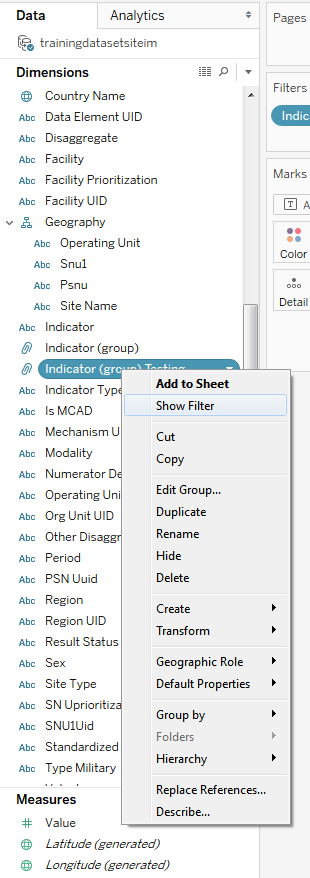 Data
Analytics
Pages
trainingdatasetsiteim
Dimensions
Abc Country Name
Abc Data Element UID
Abc Disaggregate
Abc Facility
Abc Facility Prioritization
Abc Facility UID
Geography
Abc Operating Unit
Abc Snu1
Abc Psnu
Abc Site Name
Abc Indicator
Indicator (group)
Indicator (group) Testing
Abc Indicator Type
Abc Is MCAD
Abc Mechanism U
Abc Modality
Abc Numerator De
Abc Operating Uni
Abc Org Unit UID
Abc Other Disaggr
Abc Period
Abc PSN Uuid
Abc Region
Abc Region UID
Abc Result Status
Abc Sex
Abc Site Type
Abc SN Uprioritiza
Abc SNU1Uid
Abc Standardized
Abc Type Military
Measures
# Value
Latitude (generated)
Longitude (generated)
Add to Sheet
Show Filter
Cut
Copy
Edit Group...
Duplicate
Rename
Hide
Delete
Create
Transform
Geographic Role
Default Properties
Group by
Folders
Hierarchy
Replace References...
Describe...
Filters
Indic
Marks
T A
Color
Detail